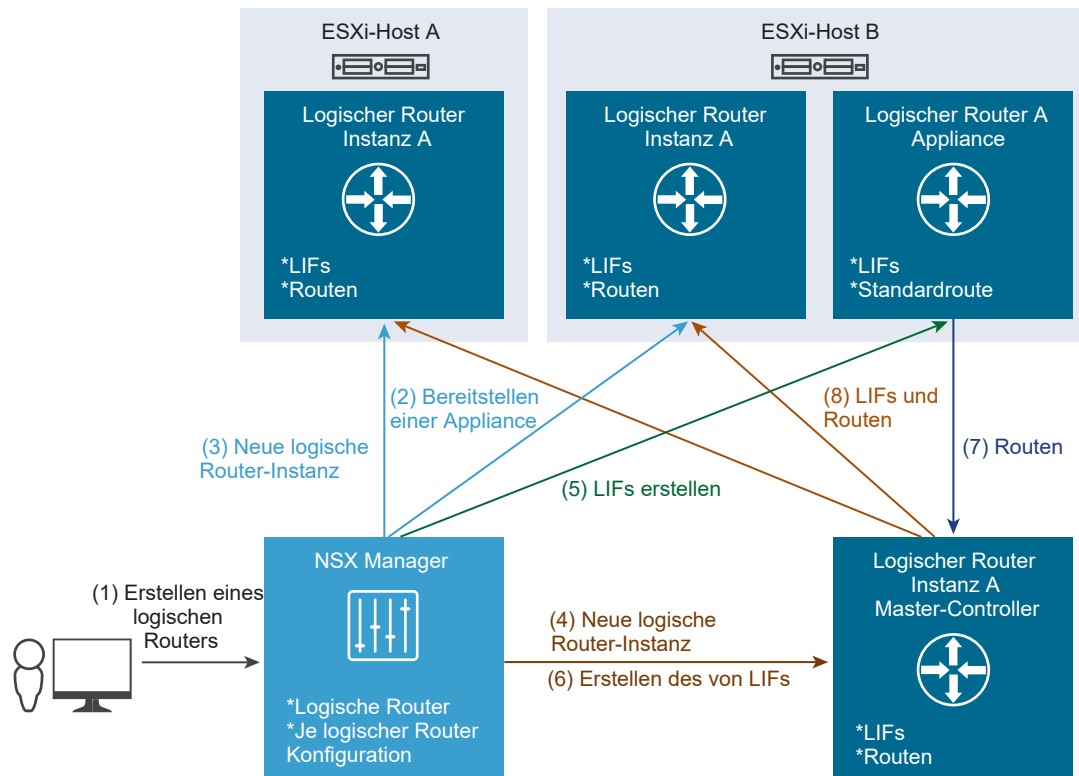 ESXi-Host A
ESXi-Host B
Logischer Router
Instanz A
*LIFs
*Routen
Logischer Router
Instanz A
*LIFs
*Routen
Logischer Router A
Appliance
*LIFs
*Standardroute
(2) Bereitstellen
einer Appliance
(3) Neue logische
Router-Instanz
(8) LIFs und
Routen
(7) Routen
(5) LIFs erstellen
(1) Erstellen eines
logischen
Routers
NSX Manager
*Logische Router
*Je logischer Router
Konfiguration
(4) Neue logische
Router-Instanz
(6) Erstellen des von LIFs
Logischer Router
Instanz A
Master-Controller
*LIFs
*Routen